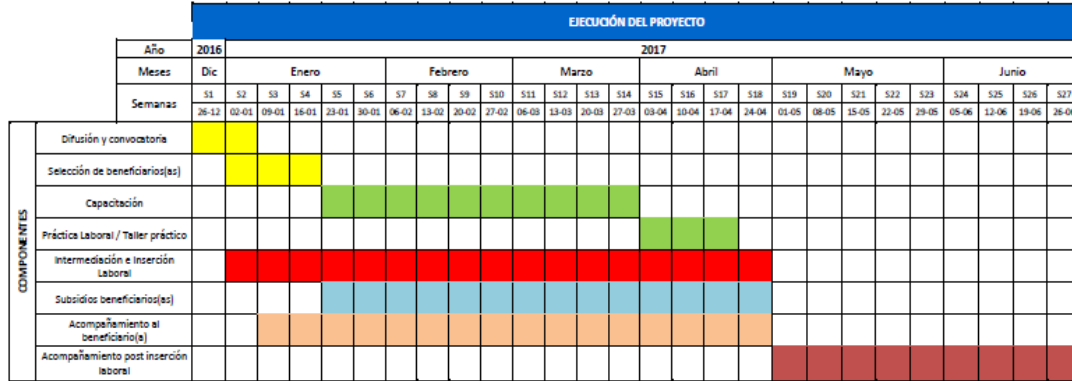 EJECUCIÓN DEL PROYECTO
Año 2016 2017
Meses Dic Enero Febrero Marzo Abril Mayo Junio
Semanas S1 S2 S3 S4 S5 S6 S7 S8 S9 S10 S11 S12 S13 S14 S15 S16 S17 S18 S19 S20 S21 S22 S23 S24 S25 S26 S27
26-12 02-01 09-01 16-01 23-01 30-01 06-02 13-02 20-02 27-02 06-03 13-03 20-03 27-03 03-04 10-04 17-04 24-04 01-05 08-05 15-05 22-05 29-05 05-06 12-06 19-06 26-06
COMPONENTES
Difusión y convocatoria
Selección de beneficiarios(as)
Capacitación
Práctica Laboral / Taller práctico
Intermediación e Inserción
Laboral
Subsidios beneficiarios(as)
Acompañamiento al
beneficiario(a)
Acompañamiento post inserción
laboral